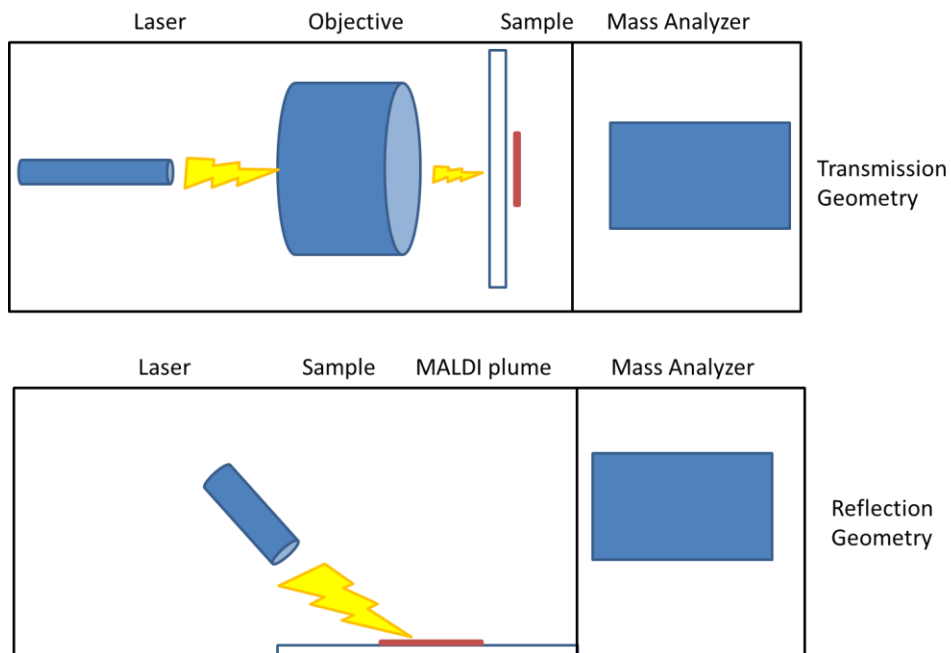 Laser Objective Sample Mass Analyzer
Transmission
Geometry
Laser Sample MALDI plume Mass Analyzer
Reflection
Geometry